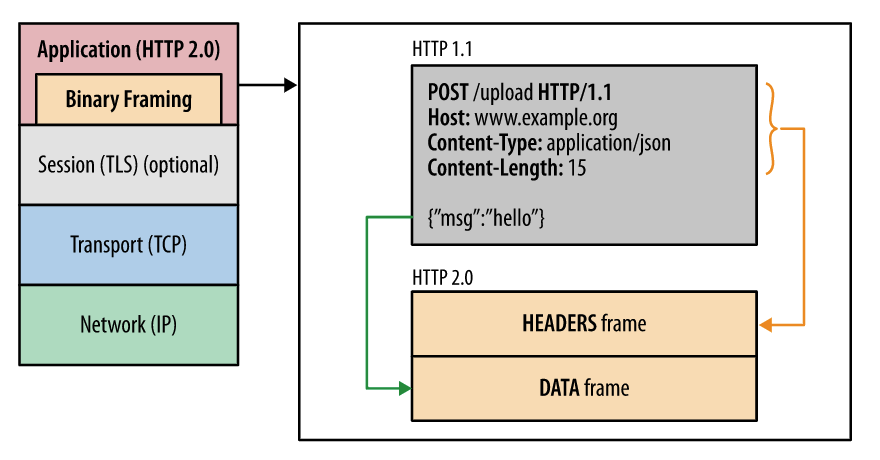 Application (HTTP 2.0)
Binary Framing
Session (TLS) (optional)
Transport (TCP)
Network (IP)
HTTP 1.1
POST /upload HTTP/1.1
Host: www.example.org
Content-Type: application/json
Content-Length: 15
{”msg”:”hello”}
HTTP 2.0
HEADERS frame
DATA frame